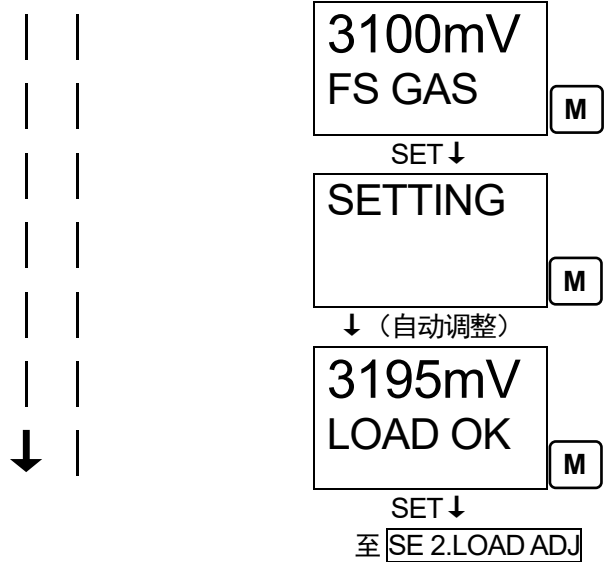 3100mV
FS GAS
M
SET↓
SETTING
M
↓（自动调整）
3195mV
LOAD OK
M
SET↓
至 SE 2.LOAD ADJ